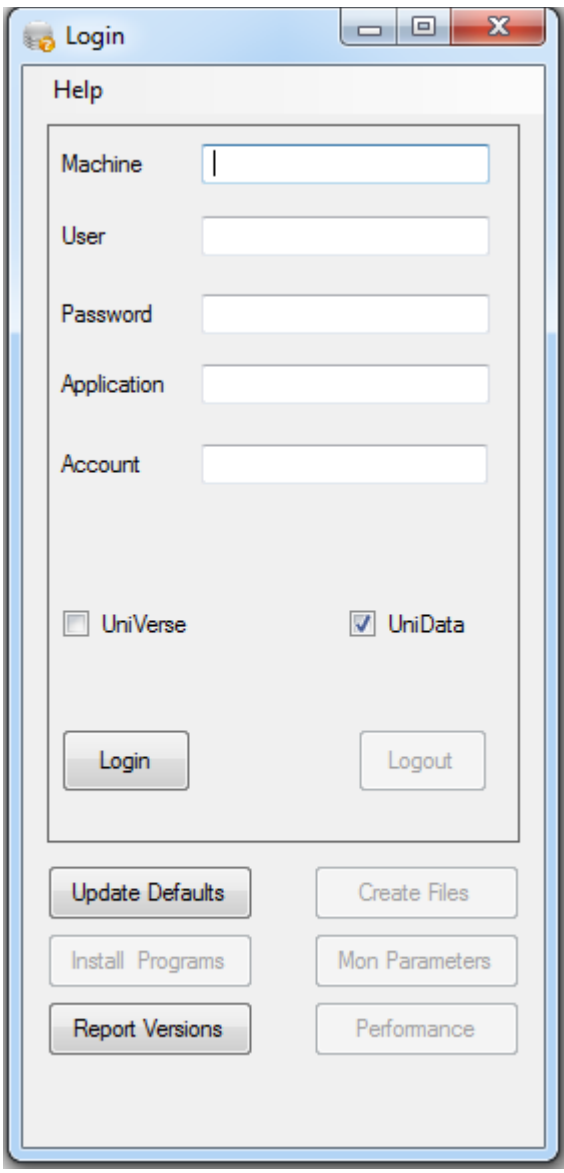 Login
Help
Machine
User
Password
Application
Account
UniVerse UniData
Login Logout
Update Defaults Create Files
Install Programs Mon Parameters
Report Versions Performance